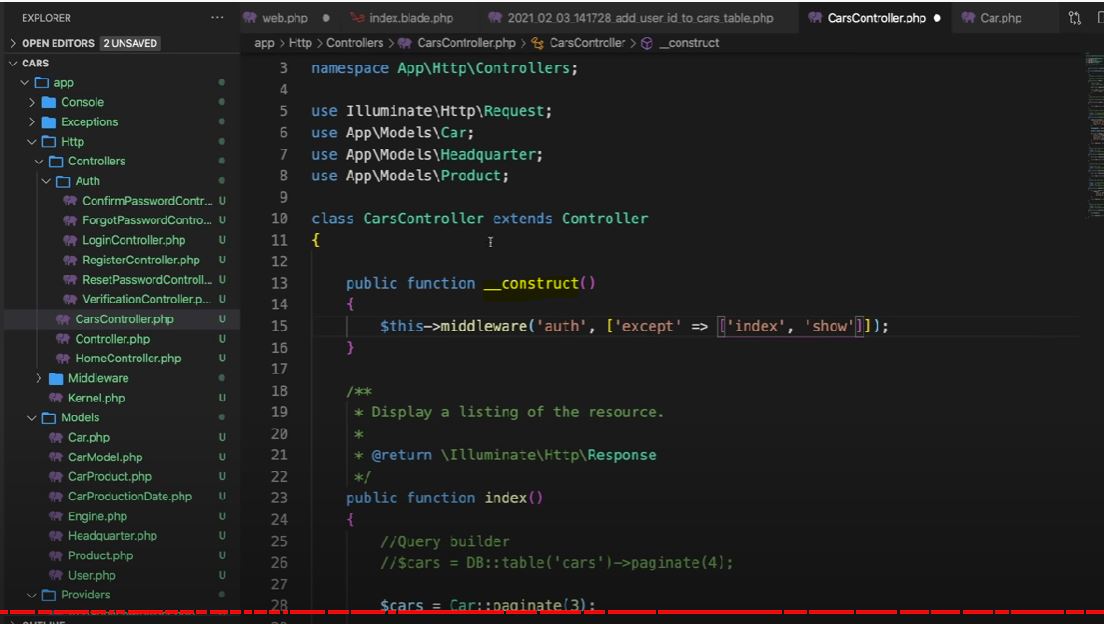 EXPLORER
···
web.php
index.blade.php
2021_02_03_141728_add_user_id_to_cars_table.php
CarsController.php
Car.php
OPEN EDITORS 2 UNSAVED
app > Http > Controllers > CarsController.php > CarsController > __construct
CARS
app
Console
Exceptions
Http
Controllers
Auth
ConfirmPasswordContr... U
ForgotPasswordContro... U
LoginController.php U
RegisterController.php U
ResetPasswordControll... U
VerificationController.p... U
CarsController.php U
Controller.php U
HomeController.php U
Middleware
Kernel.php U
Models
Car.php U
CarModel.php U
CarProduct.php U
CarProductionDate.php U
Engine.php U
Headquarter.php U
Product.php U
User.php U
Providers
3 namespace App\Http\Controllers;
4
5 use Illuminate\Http\Request;
6 use App\Models\Car;
7 use App\Models\Headquarter;
8 use App\Models\Product;
9
10 class CarsController extends Controller
11 {
12
13 public function __construct()
14 {
15 $this->middleware('auth', ['except' => ['index', 'show']]);
16 }
17
18 /**
19 * Display a listing of the resource.
20 *
21 * @return \Illuminate\Http\Response
22 */
23 public function index()
24 {
25 //Query builder
26 //$cars = DB::table('cars')->paginate(4);
27
28 $cars = Car::paginate(3);